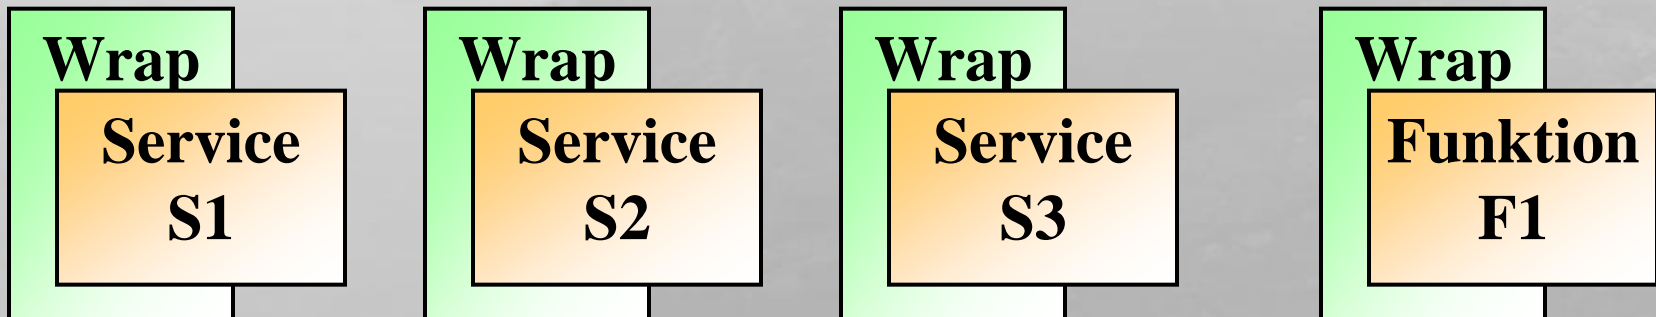 Wrap
Service
S1
Wrap
Service
S2
Wrap
Service
S3
Wrap
Funktion
F1